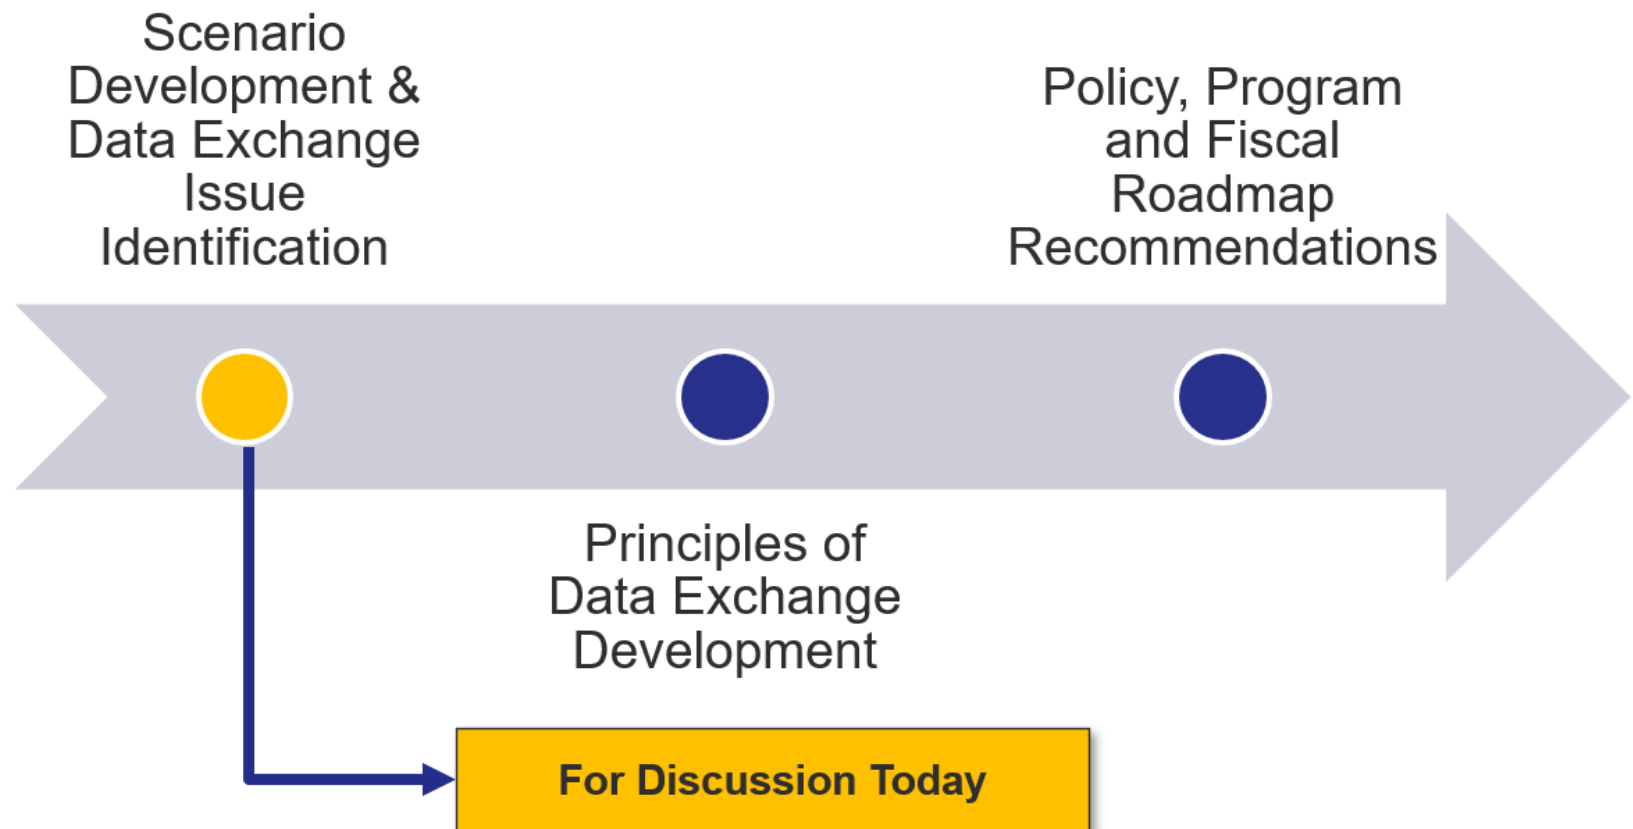 Scenario
Development &
Data Exchange
Issue
Identification
Policy, Program
and Fiscal
Roadmap
Recommendations
Principles of
Data Exchange
Development
For Discussion Today